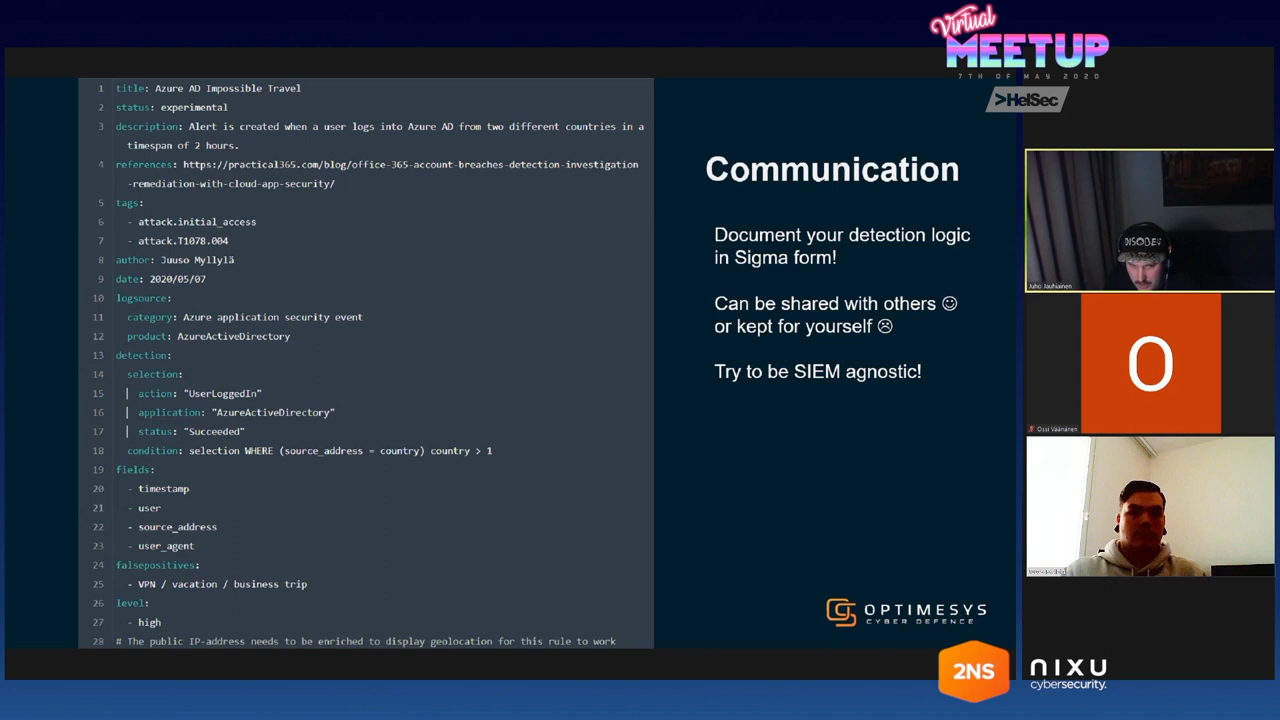 Virtual
MEETUP
7TH OF MAY 2020
>HelSec
1 title: Azure AD Impossible Travel
2 status: experimental
3 description: Alert is created when a user logs into Azure AD from two different countries in a
timespan of 2 hours.
4 references: https://practical365.com/blog/office-365-account-breaches-detection-investigation
-remediation-with-cloud-app-security/
5 tags:
6 - attack.initial_access
7 - attack.T1078.004
8 author: Juuso Myllylä
9 date: 2020/05/07
10 logsource:
11 category: Azure application security event
12 product: AzureActiveDirectory
13 detection:
14 selection:
15 action: "UserLoggedIn"
16 application: "AzureActiveDirectory"
17 status: "Succeeded"
18 condition: selection WHERE (source_address = country) country > 1
19 fields:
20 - timestamp
21 - user
22 - source_address
23 - user_agent
24 falsepositives:
25 - VPN / vacation / business trip
26 level:
27 - high
28 # The public IP-address needs to be enriched to display geolocation for this rule to work
Communication
Document your detection logic
in Sigma form!
Can be shared with others ☺
or kept for yourself ☹
Try to be SIEM agnostic!
OPTIMESYS
CYBER DEFENCE
DISOBEY
Juho Jauhiainen
O
Ossi Väänänen
2NS
nixu
cybersecurity.